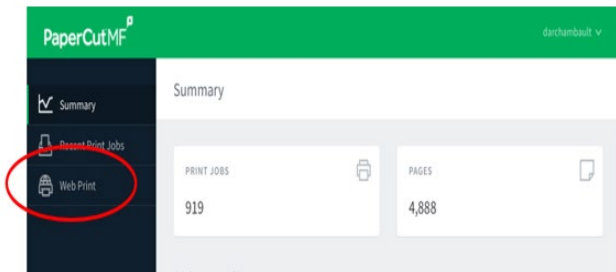 PaperCutMF P
darchambault
Summary
Summary
Recent Print Jobs
Web Print
PRINT JOBS
PAGES
919
4,888